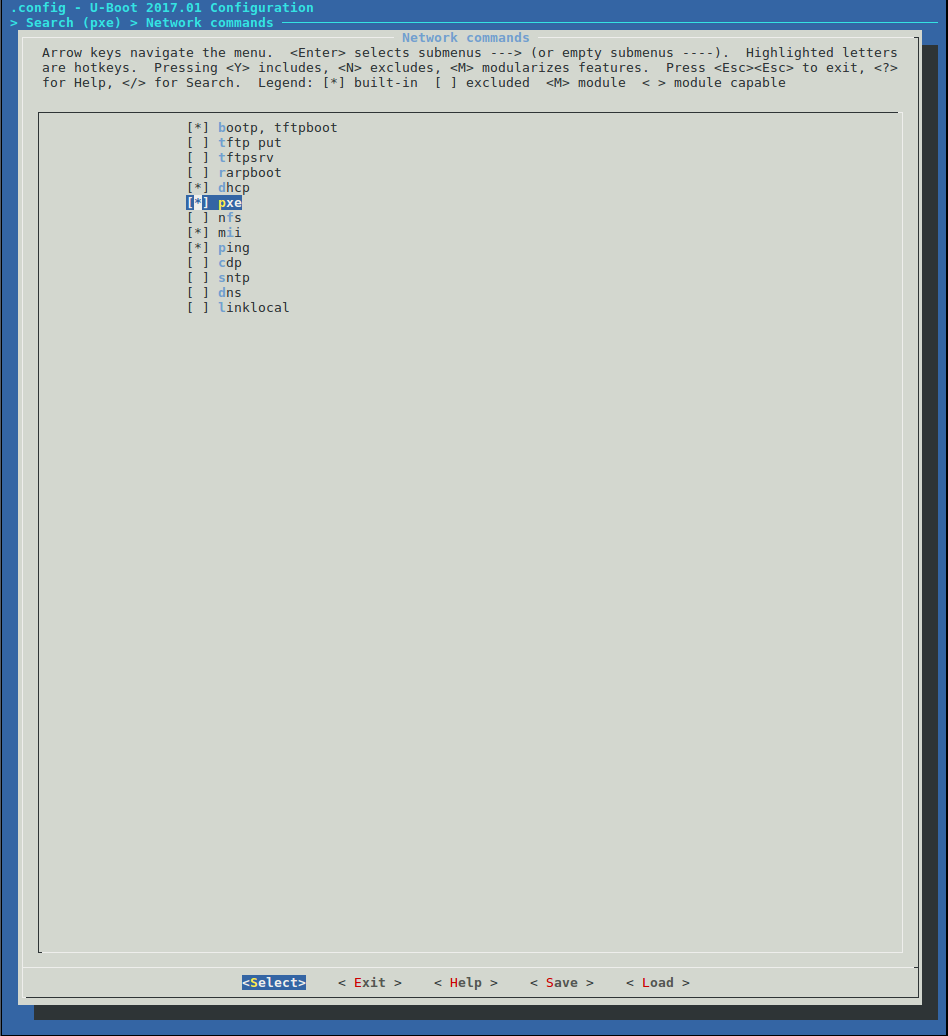 .config - U-Boot 2017.01 Configuration
> Search (pxe) > Network commands
Network commands
Arrow keys navigate the menu.  <Enter> selects submenus ---> (or empty submenus ----).  Highlighted letters
are hotkeys.  Pressing <Y> includes, <N> excludes, <M> modularizes features.  Press <Esc><Esc> to exit, <?>
for Help, </> for Search.  Legend: [*] built-in  [ ] excluded  <M> module  < > module capable
[*] bootp, tftpboot
[ ] tftp put
[ ] tftpsrv
[ ] rarpboot
[*] dhcp
[*] pxe
[ ] nfs
[*] mii
[*] ping
[ ] cdp
[ ] sntp
[ ] dns
[ ] linklocal
<Select>    < Exit >    < Help >    < Save >    < Load >